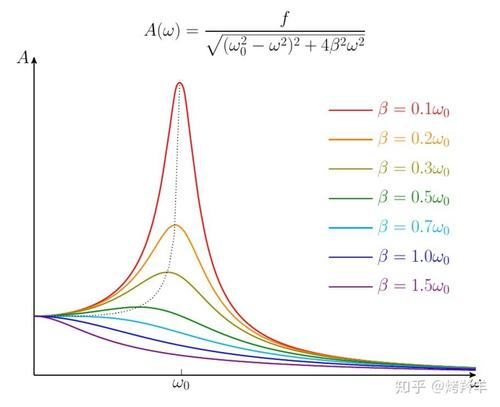 A(ω) = f / √(ω₀² − ω²)² + 4β²ω²
A
β = 0.1ω₀
β = 0.2ω₀
β = 0.3ω₀
β = 0.5ω₀
β = 0.7ω₀
β = 1.0ω₀
β = 1.5ω₀
ω₀
ω
知乎 @烤羚羊